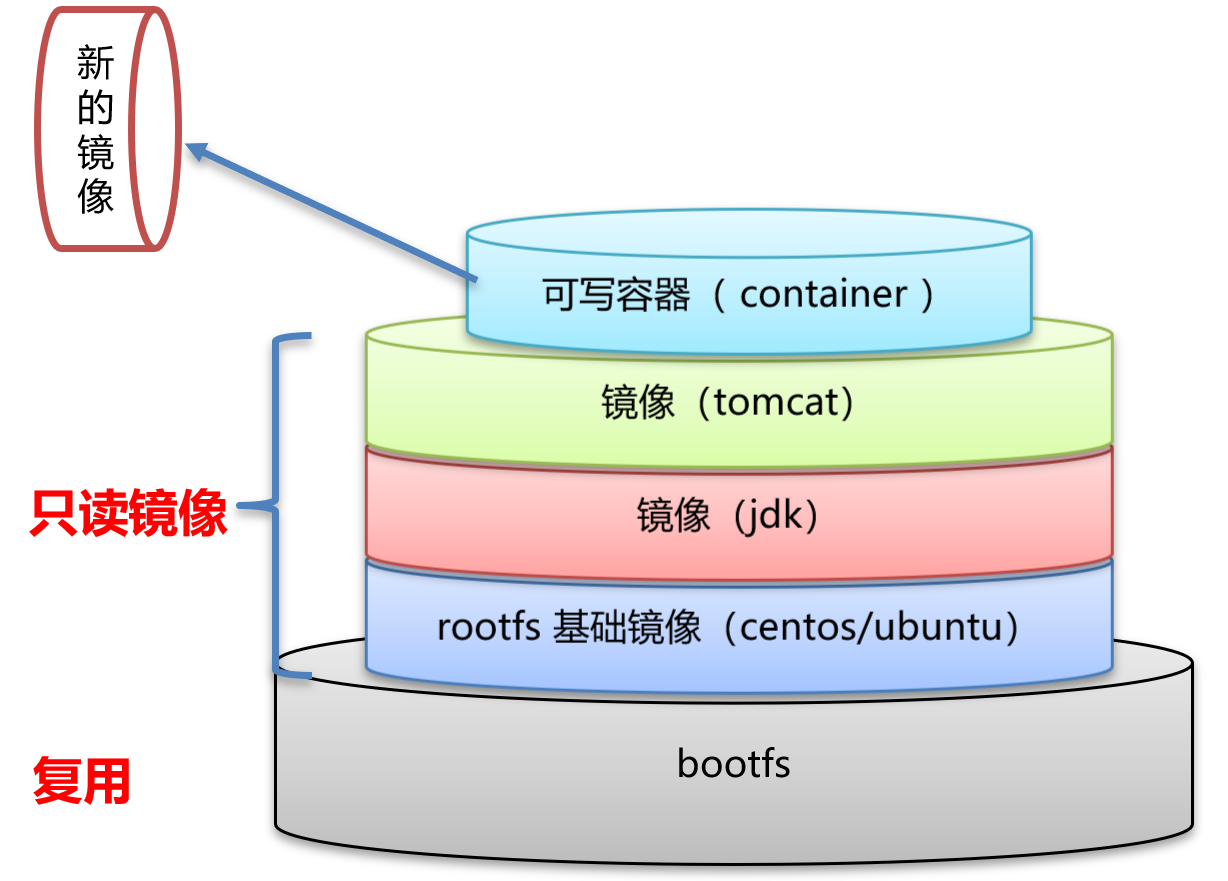 新的镜像
可写容器（ container ）
镜像（tomcat）
只读镜像
镜像（jdk）
rootfs 基础镜像（centos/ubuntu）
复用
bootfs